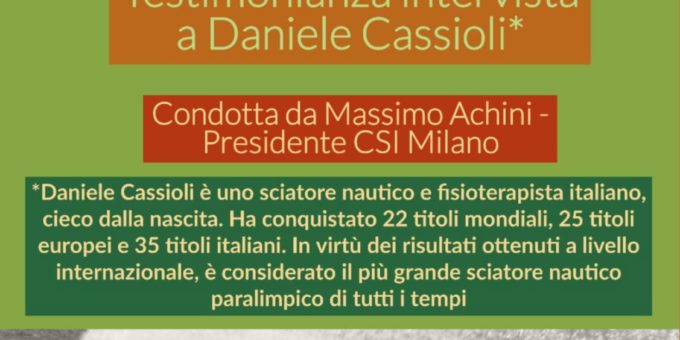 Testimonianza intervista
a Daniele Cassioli*
Condotta da Massimo Achini -
Presidente CSI Milano
*Daniele Cassioli è uno sciatore nautico e fisioterapista italiano,
cieco dalla nascita. Ha conquistato 22 titoli mondiali, 25 titoli
europei e 35 titoli italiani. In virtù dei risultati ottenuti a livello
internazionale, è considerato il più grande sciatore nautico
paralimpico di tutti i tempi